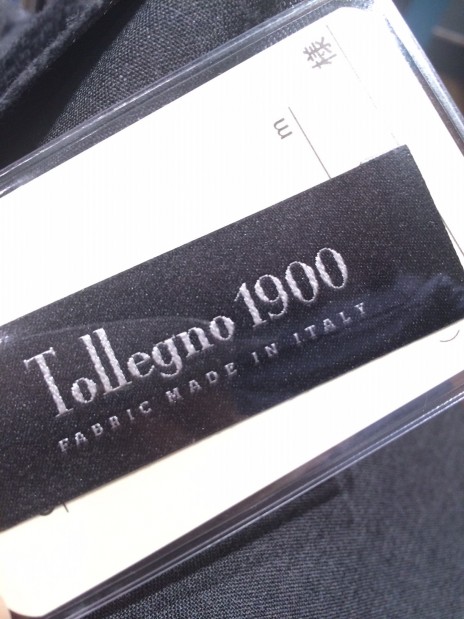 様
m
Tollegno 1900
FABRIC MADE IN ITALY